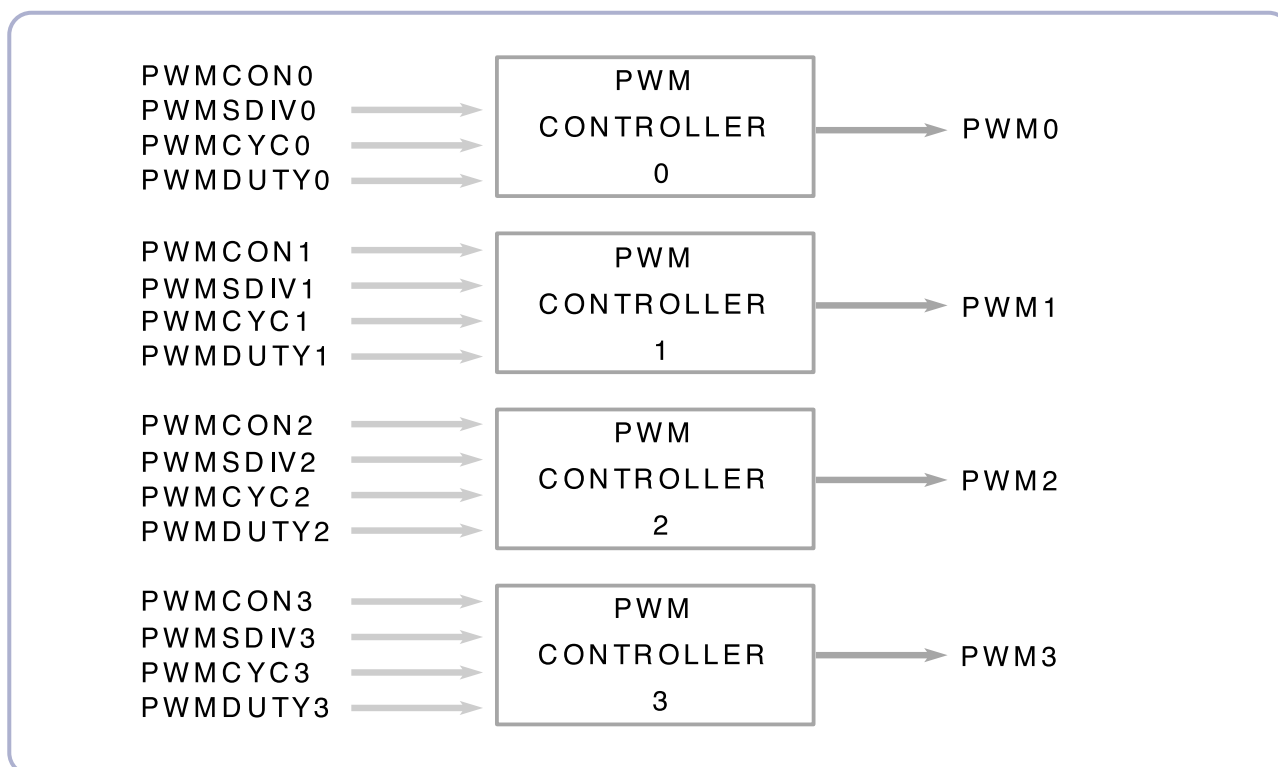 PWMCON0
PWMSDIV0
PWMCYC0
PWMDUTY0
PWM
CONTROLLER
0
PWM0
PWMCON1
PWMSDIV1
PWMCYC1
PWMDUTY1
PWM
CONTROLLER
1
PWM1
PWMCON2
PWMSDIV2
PWMCYC2
PWMDUTY2
PWM
CONTROLLER
2
PWM2
PWMCON3
PWMSDIV3
PWMCYC3
PWMDUTY3
PWM
CONTROLLER
3
PWM3